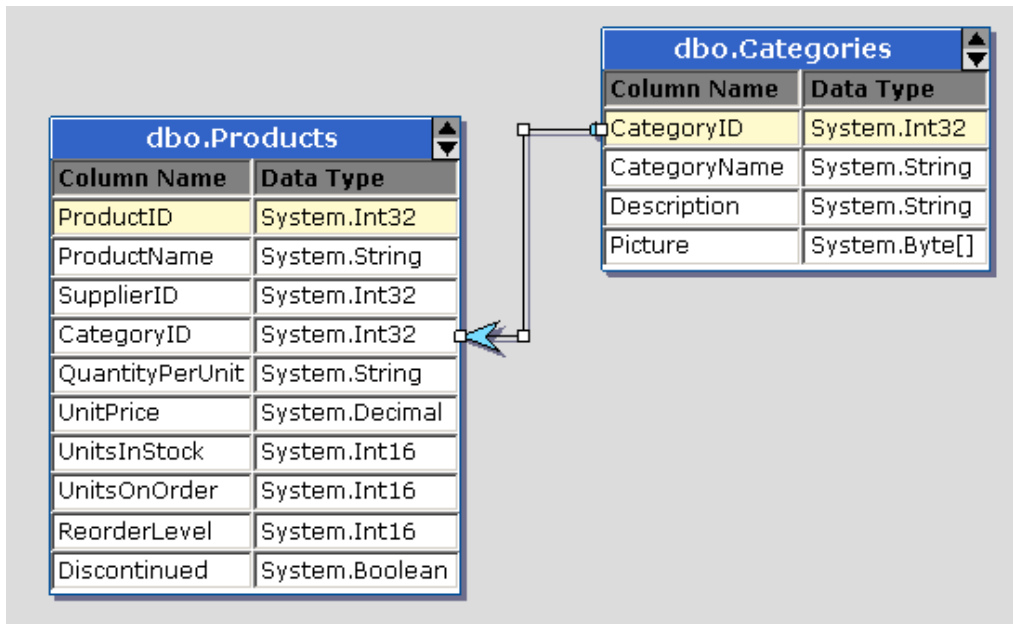 dbo.Categories
Column Name Data Type
CategoryID System.Int32
CategoryName System.String
Description System.String
Picture System.Byte[]
dbo.Products
Column Name Data Type
ProductID System.Int32
ProductName System.String
SupplierID System.Int32
CategoryID System.Int32
QuantityPerUnit System.String
UnitPrice System.Decimal
UnitsInStock System.Int16
UnitsOnOrder System.Int16
ReorderLevel System.Int16
Discontinued System.Boolean